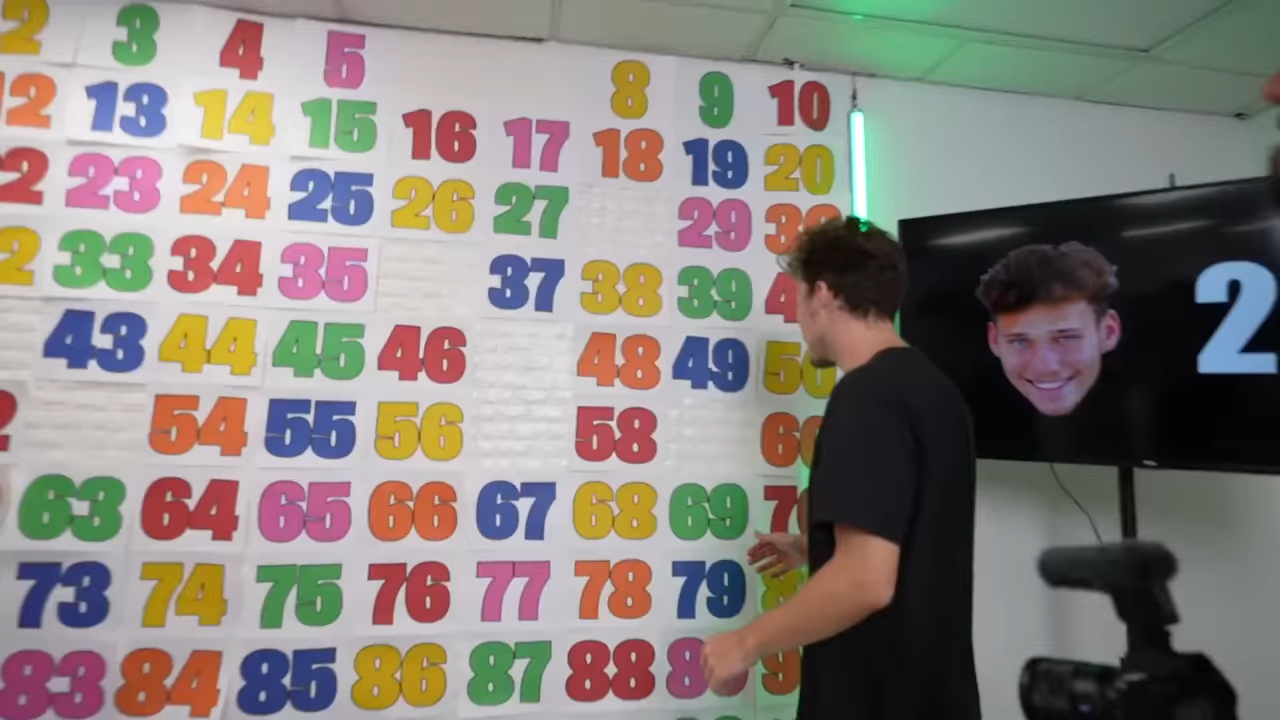 2 3 4 5 8 9 10
12 13 14 15 16 17 18 19 20
23 24 25 26 27 29 30
33 34 35 37 38 39
43 44 45 46 48 49 50
54 55 56 58 60
63 64 65 66 67 68 69
73 74 75 76 77 78 79
83 84 85 86 87 88
2